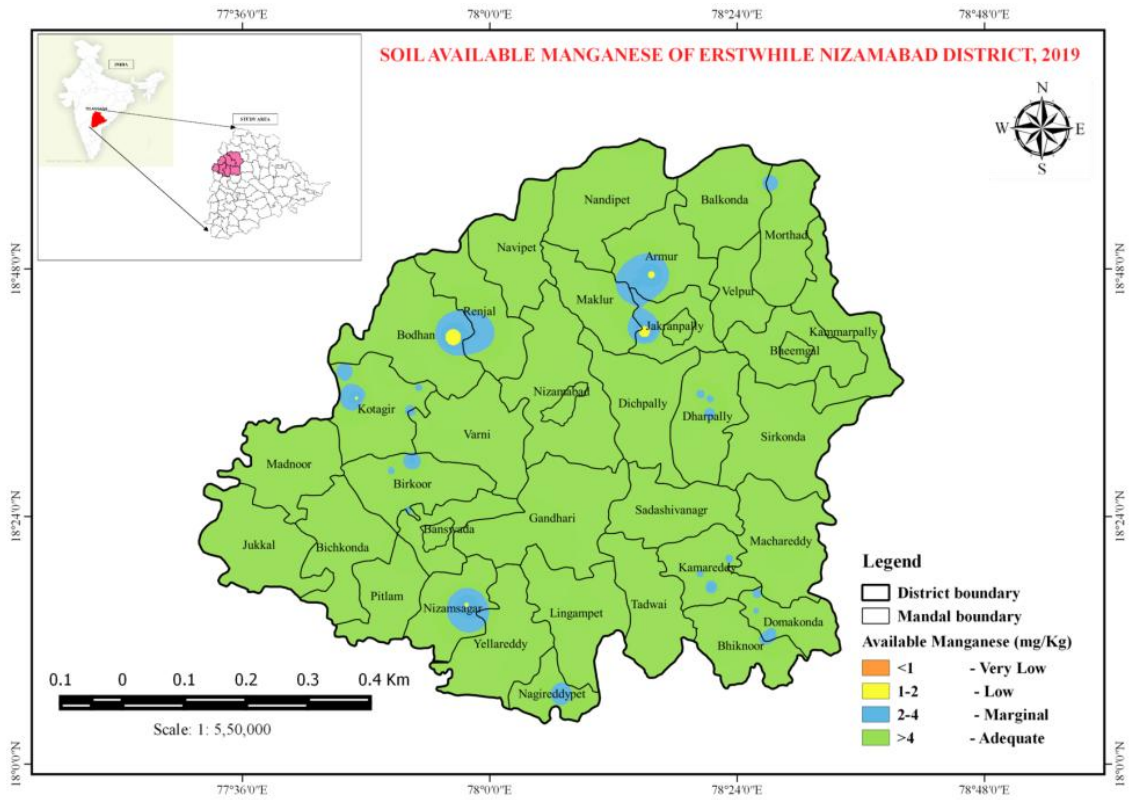 77°36'0"E
78°0'0"E
78°24'0"E
78°48'0"E
SOIL AVAILABLE MANGANESE OF ERSTWHILE NIZAMABAD DISTRICT, 2019
INDIA
TELANGANA
STUDY AREA
N
W
E
S
18°48'0"N
18°48'0"N
18°24'0"N
18°24'0"N
18°0'0"N
18°0'0"N
Nandipet
Balkonda
Morthad
Navipet
Armur
Velpur
Maklur
Renjal
Bodhan
Jakranpally
Kammarpally
Bheemgal
Nizamabad
Kotagir
Dichpally
Dharpally
Varni
Sirkonda
Madnoor
Birkoor
Gandhari
Sadashivanagr
Banswada
Jukkal
Bichkonda
Machareddy
Kamareddy
Pitlam
Nizamsagar
Lingampet
Tadwai
Domakonda
Yellareddy
Bhiknoor
Nagireddypet
Legend
District boundary
Mandal boundary
Available Manganese (mg/Kg)
<1 - Very Low
1-2 - Low
2-4 - Marginal
>4 - Adequate
0.1 0 0.1 0.2 0.3 0.4 Km
Scale: 1: 5,50,000
77°36'0"E
78°0'0"E
78°24'0"E
78°48'0"E